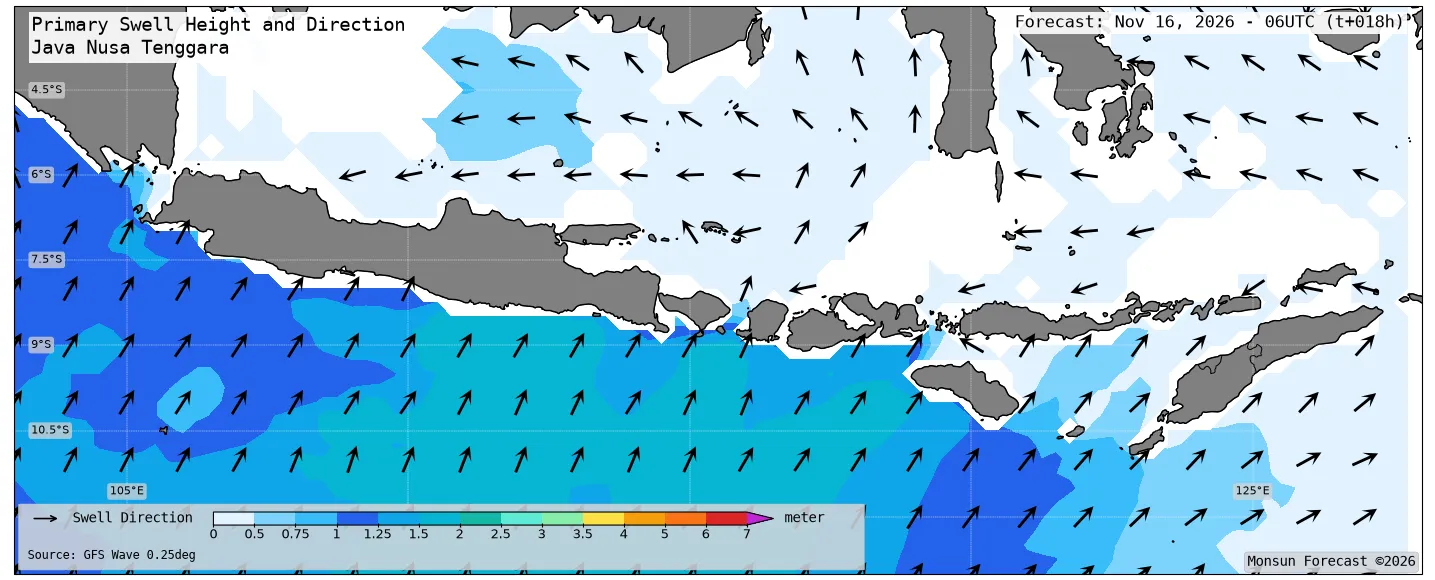 Primary Swell Height and Direction
Java Nusa Tenggara
Forecast: Nov 16, 2026 - 06UTC (t+018h)
4.5°S
6°S
7.5°S
9°S
10.5°S
105°E
125°E
Swell Direction
meter
0 0.5 0.75 1 1.25 1.5 2 2.5 3 3.5 4 5 6 7
Source: GFS Wave 0.25deg
Monsun Forecast ©2026